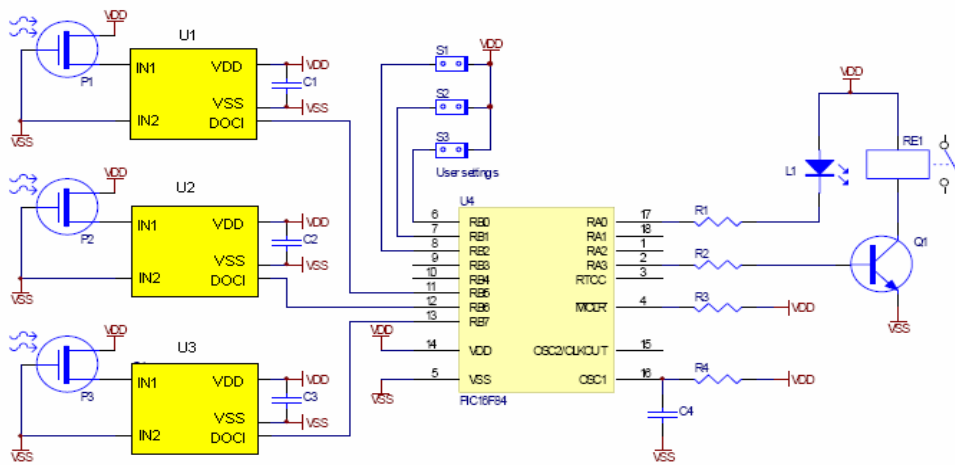 VDD
P1
VSS
U1
IN1
VDD
VSS
IN2
DOCI
C1
VDD
VSS
VDD
P2
VSS
U2
IN1
VDD
VSS
IN2
DOCI
C2
VDD
VSS
VDD
P3
VSS
U3
IN1
VDD
VSS
IN2
DOCI
C3
VDD
VSS
S1
VDD
S2
S3
User settings
U4
6 RB0 RA0 17
7 RB1 RA1 18
8 RB2 RA2 1
9 RB3 RA3 2
10 RB4 RTCC 3
11 RB5
12 RB6 MCLR 4
13 RB7
VDD
14 VDD OSC2/CLKOUT 15
VSS
5 VSS OSC1 16
PIC16F84
R1
R2
R3 VDD
R4 VDD
C4
VSS
VDD
L1
RE1
Q1
VSS